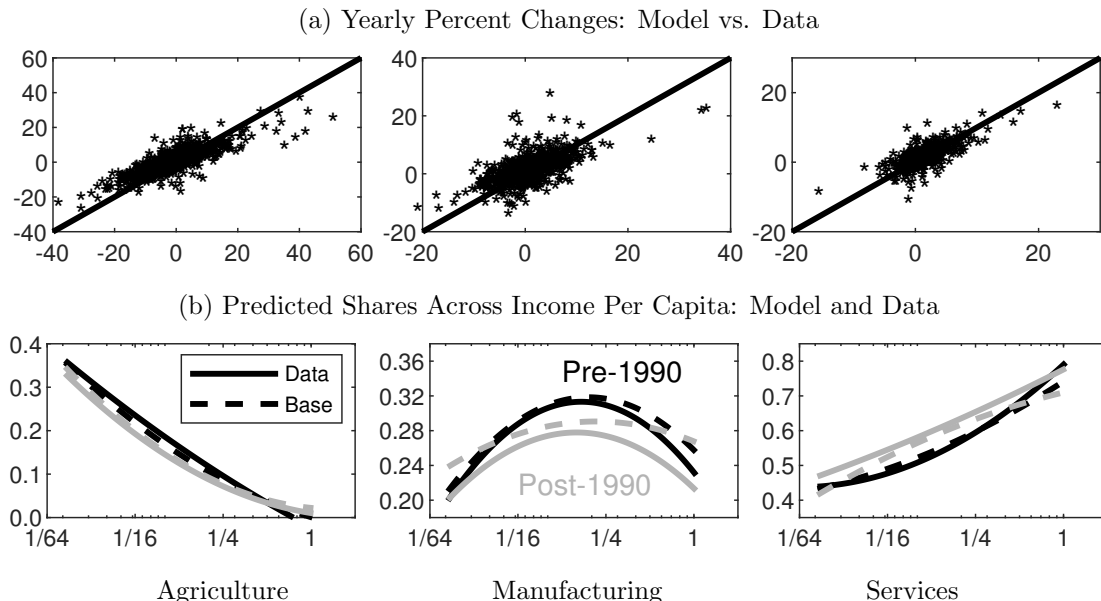 (a) Yearly Percent Changes: Model vs. Data
60
40
20
0
-20
-40
-40 -20 0 20 40 60
40
20
0
-20
-20 0 20 40
30
0
-20
-20 0 20
(b) Predicted Shares Across Income Per Capita: Model and Data
0.4
0.3
0.2
0.1
0.0
1/64 1/16 1/4 1
Data
Base
0.36
0.32
0.28
0.24
0.20
1/64 1/16 1/4 1
Pre-1990
Post-1990
0.8
0.7
0.6
0.5
0.4
1/64 1/16 1/4 1
Agriculture Manufacturing Services